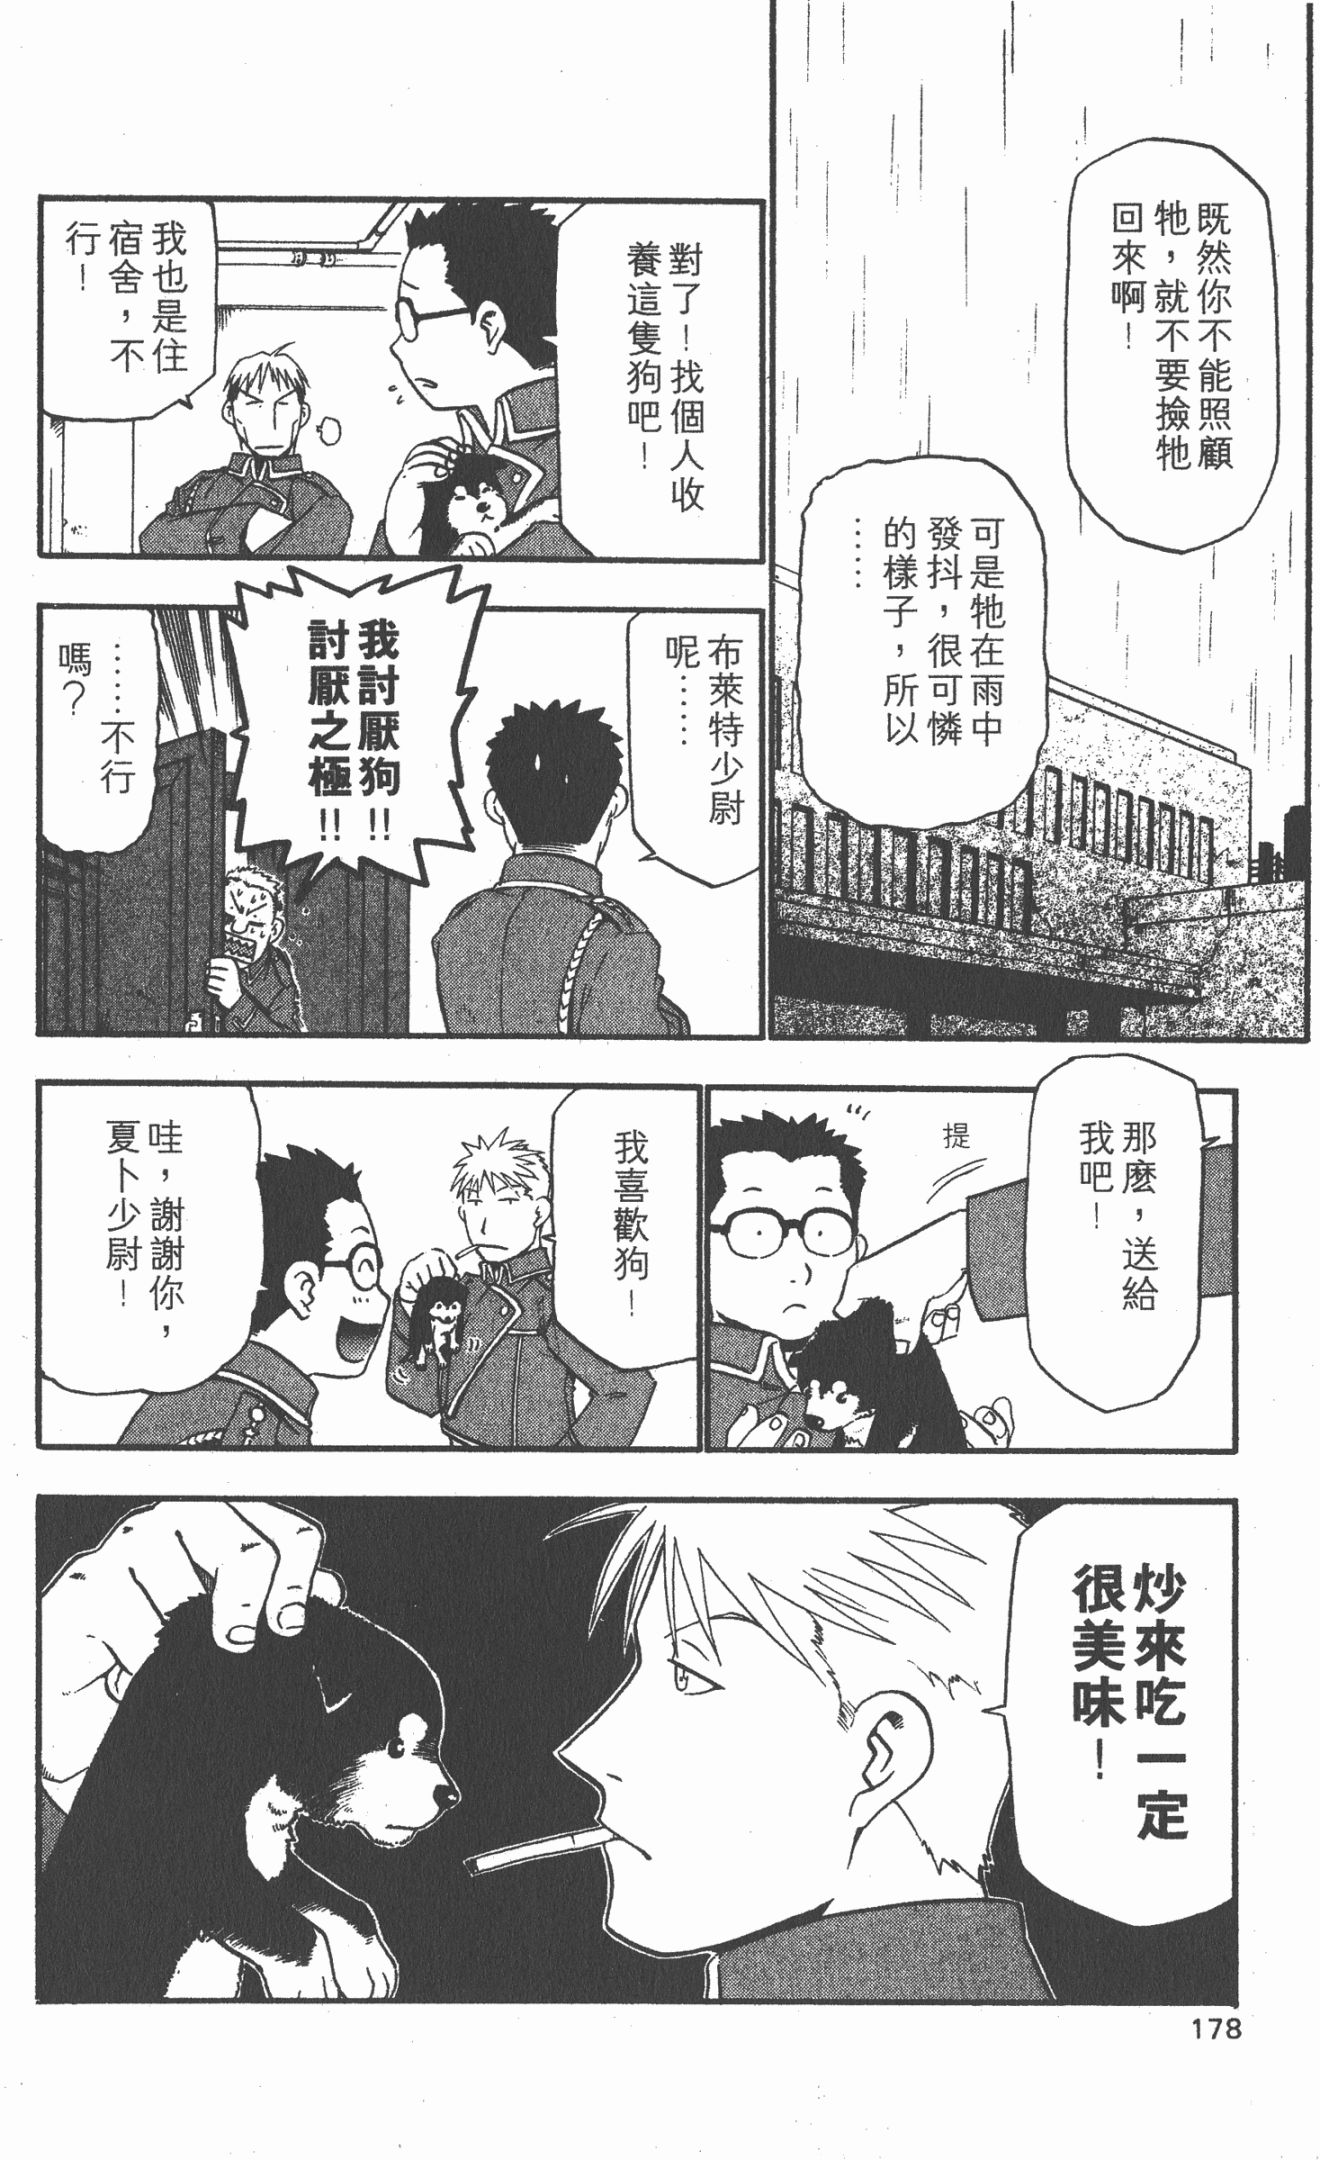 既然你不能照顧
牠，就不要撿牠
回來啊！
可是牠在雨中
發抖，很可憐
的樣子，所以
……
對了！找個人收
養這隻狗吧！
我也是住
宿舍，不
行！
布萊特少尉
呢……
我討厭狗!!
討厭之極!!
……不行
嗎？
那麼，送給
我吧！
提
我喜歡狗！
哇，謝謝你，
夏卜少尉！
炒來吃一定
很美味！
178